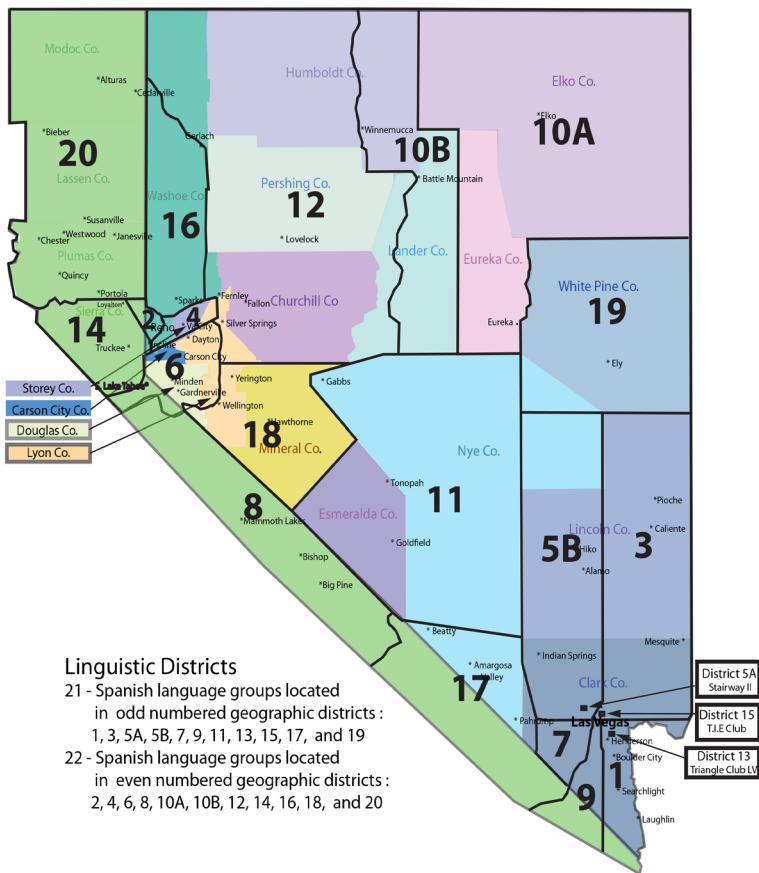 Modoc Co.
*Alturas
*Cedarville
Humboldt Co.
Elko Co.
*Elko
10A
*Bieber
20
Gerlach
*Winnemucca
10B
Lassen Co.
Washoe Co.
16
Pershing Co.
12
*Battle Mountain
*Susanville
*Westwood
*Janesville
*Chester
Plumas Co.
*Lovelock
Lander Co.
Eureka Co.
*Quincy
*Portola
Loyalton*
Sierra Co.
14
Truckee*
*Sparks
*Fernley
*Fallon
Churchill Co
White Pine Co.
19
2
Reno
4
*Va City
*Silver Springs
Eureka *
Incline
*Dayton
Carson City
6
*Ely
Storey Co.
S. Lake Tahoe*
*Minden
*Gardnerville
*Yerington
*Gabbs
Carson City Co.
Douglas Co.
*Wellington
*Hawthorne
18
Mineral Co.
Lyon Co.
Nye Co.
*Tonopah
11
8
*Mammoth Lakes
Esmeralda Co.
*Goldfield
*Pioche
Lincoln Co.
*Caliente
5B
*Hiko
3
*Alamo
*Bishop
*Big Pine
*Beatty
Mesquite *
*Indian Springs
*Amargosa
Valley
17
Clark Co.
District 5A
Stairway II
*Pahrump
Las Vegas
District 15
T.I.E Club
7
*Henderson
*Boulder City
District 13
Triangle Club LV
1
9
*Searchlight
*Laughlin
Linguistic Districts
21 - Spanish language groups located
in odd numbered geographic districts :
1, 3, 5A, 5B, 7, 9, 11, 13, 15, 17, and 19
22 - Spanish language groups located
in even numbered geographic districts :
2, 4, 6, 8, 10A, 10B, 12, 14, 16, 18, and 20